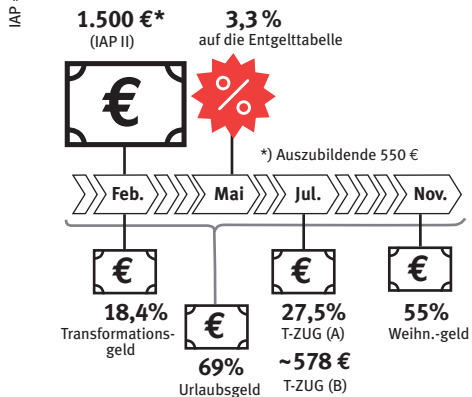 IAP
1.500 €*
(IAP II)
3,3 %
auf die Entgelttabelle
€
%
*) Auszubildende 550 €
Feb.
Mai
Jul.
Nov.
€
18,4%
Transformations-
geld
€
69%
Urlaubsgeld
€
27,5%
T-ZUG (A)
~578 €
T-ZUG (B)
€
55%
Weihn.-geld